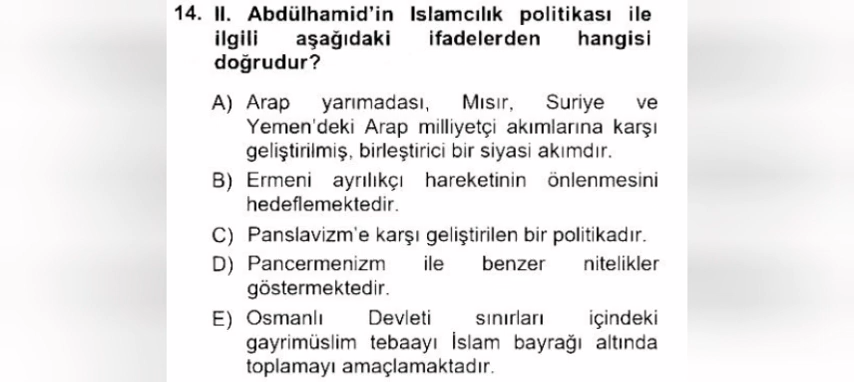 14. II. Abdülhamid'in Islamcılık politikası ile
ilgili aşağıdaki ifadelerden hangisi
doğrudur?
A) Arap yarımadası, Mısır, Suriye ve
Yemen'deki Arap milliyetçi akımlarına karşı
geliştirilmiş, birleştirici bir siyasi akımdır.
B) Ermeni ayrılıkçı hareketinin önlenmesini
hedeflemektedir.
C) Panslavizm'e karşı geliştirilen bir politikadır.
D) Pancermenizm ile benzer nitelikler
göstermektedir.
E) Osmanlı Devleti sınırları içindeki
gayrimüslim tebaayı İslam bayrağı altında
toplamayı amaçlamaktadır.